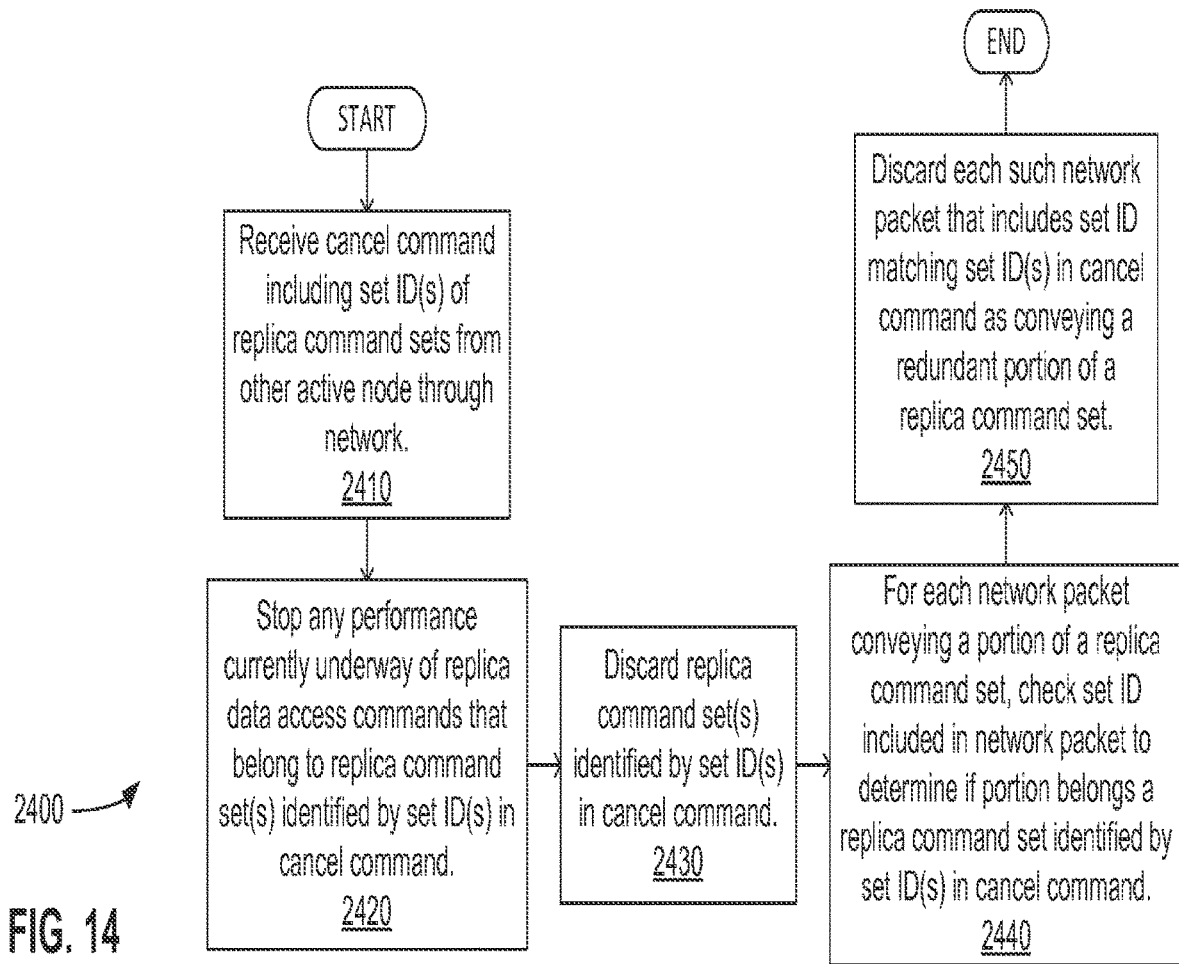 START
Receive cancel command
including set ID(s) of
replica command sets from
other active node through
network.
2410
Stop any performance
currently underway of replica
data access commands that
belong to replica command
set(s) identified by set ID(s) in
cancel command.
2420
Discard replica
command set(s)
identified by set ID(s)
in cancel command.
2430
For each network packet
conveying a portion of a replica
command set, check set ID
included in network packet to
determine if portion belongs a
replica command set identified by
set ID(s) in cancel command.
2440
Discard each such network
packet that includes set ID
matching set ID(s) in cancel
command as conveying a
redundant portion of a
replica command set.
2450
END
2400
FIG. 14